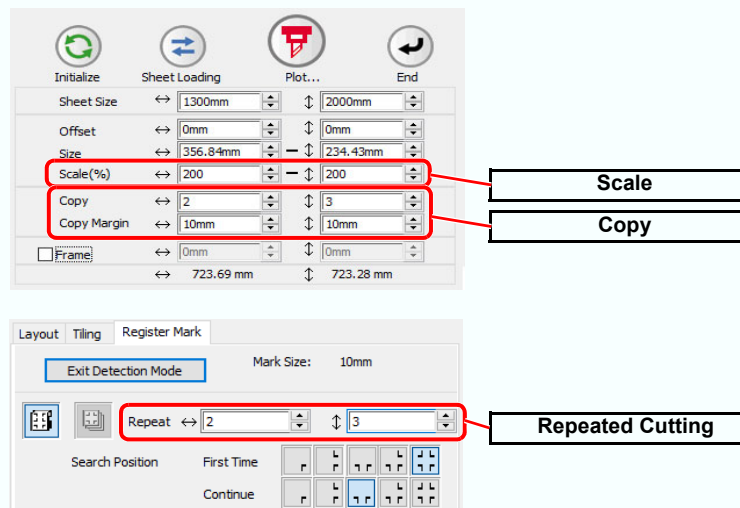 Initialize Sheet Loading Plot... End
Sheet Size ↔ 1300mm ↕ 2000mm
Offset ↔ 0mm ↕ 0mm
Size ↔ 356.84mm ↕ 234.43mm
Scale(%) ↔ 200 ↕ 200
Scale
Copy ↔ 2 ↕ 3
Copy Margin ↔ 10mm ↕ 10mm
Copy
Frame ↔ 0mm ↕ 0mm
↔ 723.69 mm ↕ 723.28 mm
Layout Tiling Register Mark
Exit Detection Mode Mark Size: 10mm
Repeat ↔ 2 ↕ 3
Repeated Cutting
Search Position First Time
Continue